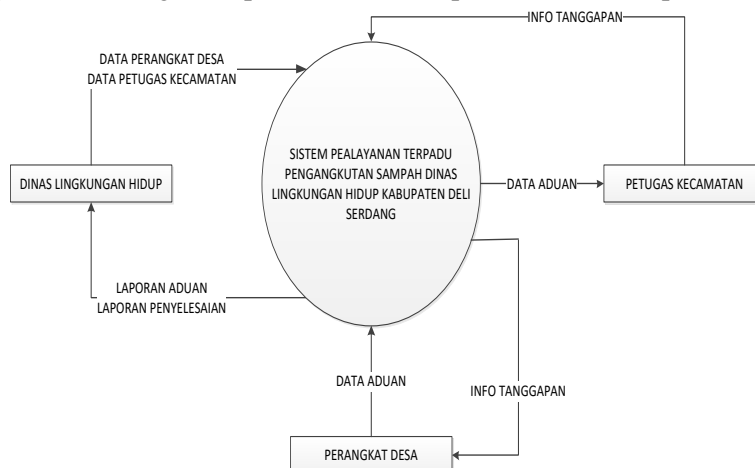 INFO TANGGAPAN
DATA PERANGKAT DESA
DATA PETUGAS KECAMATAN
SISTEM PEALAYANAN TERPADU
PENGANGKUTAN SAMPAH DINAS
LINGKUNGAN HIDUP KABUPATEN DELI
SERDANG
DINAS LINGKUNGAN HIDUP
DATA ADUAN
PETUGAS KECAMATAN
LAPORAN ADUAN
LAPORAN PENYELESAIAN
DATA ADUAN
INFO TANGGAPAN
PERANGKAT DESA